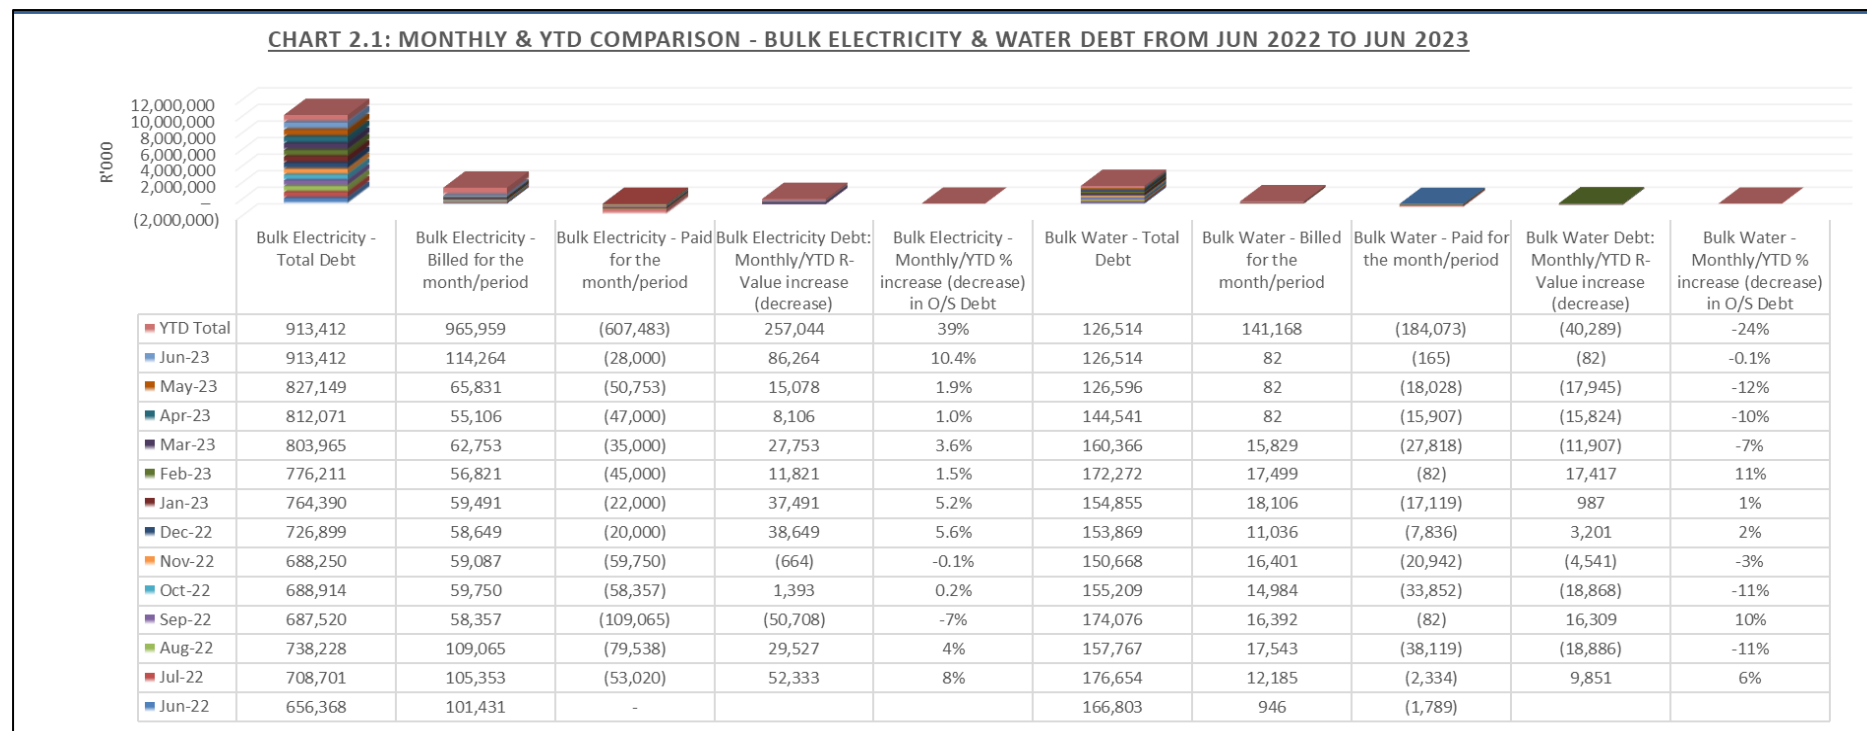 CHART 2.1: MONTHLY & YTD COMPARISON - BULK ELECTRICITY & WATER DEBT FROM JUN 2022 TO JUN 2023
R'000
12,000,000
10,000,000
8,000,000
6,000,000
4,000,000
2,000,000
–
(2,000,000)
Bulk Electricity -
Total Debt
Bulk Electricity -
Billed for the
month/period
Bulk Electricity - Paid
for the
month/period
Bulk Electricity Debt:
Monthly/YTD R-
Value increase
(decrease)
Bulk Electricity -
Monthly/YTD %
increase (decrease)
in O/S Debt
Bulk Water - Total
Debt
Bulk Water - Billed
for the
month/period
Bulk Water - Paid for
the month/period
Bulk Water Debt:
Monthly/YTD R-
Value increase
(decrease)
Bulk Water -
Monthly/YTD %
increase (decrease)
in O/S Debt
YTD Total 913,412 965,959 (607,483) 257,044 39% 126,514 141,168 (184,073) (40,289) -24%
Jun-23 913,412 114,264 (28,000) 86,264 10.4% 126,514 82 (165) (82) -0.1%
May-23 827,149 65,831 (50,753) 15,078 1.9% 126,596 82 (18,028) (17,945) -12%
Apr-23 812,071 55,106 (47,000) 8,106 1.0% 144,541 82 (15,907) (15,824) -10%
Mar-23 803,965 62,753 (35,000) 27,753 3.6% 160,366 15,829 (27,818) (11,907) -7%
Feb-23 776,211 56,821 (45,000) 11,821 1.5% 172,272 17,499 (82) 17,417 11%
Jan-23 764,390 59,491 (22,000) 37,491 5.2% 154,855 18,106 (17,119) 987 1%
Dec-22 726,899 58,649 (20,000) 38,649 5.6% 153,869 11,036 (7,836) 3,201 2%
Nov-22 688,250 59,087 (59,750) (664) -0.1% 150,668 16,401 (20,942) (4,541) -3%
Oct-22 688,914 59,750 (58,357) 1,393 0.2% 155,209 14,984 (33,852) (18,868) -11%
Sep-22 687,520 58,357 (109,065) (50,708) -7% 174,076 16,392 (82) 16,309 10%
Aug-22 738,228 109,065 (79,538) 29,527 4% 157,767 17,543 (38,119) (18,886) -11%
Jul-22 708,701 105,353 (53,020) 52,333 8% 176,654 12,185 (2,334) 9,851 6%
Jun-22 656,368 101,431 - 166,803 946 (1,789)